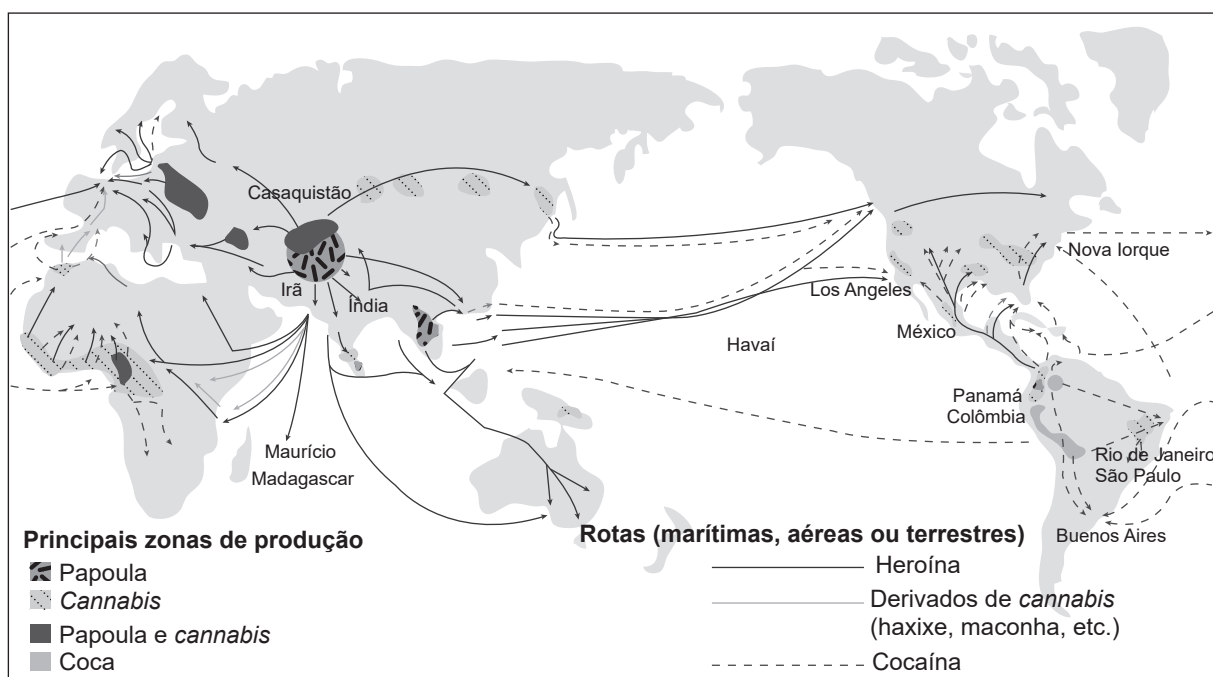 Casaquistão
Irã
Índia
Maurício
Madagascar
Havaí
Nova Iorque
Los Angeles
México
Panamá
Colômbia
Rio de Janeiro
São Paulo
Buenos Aires
Principais zonas de produção
Papoula
Cannabis
Papoula e cannabis
Coca
Rotas (marítimas, aéreas ou terrestres)
Heroína
Derivados de cannabis
(haxixe, maconha, etc.)
Cocaína